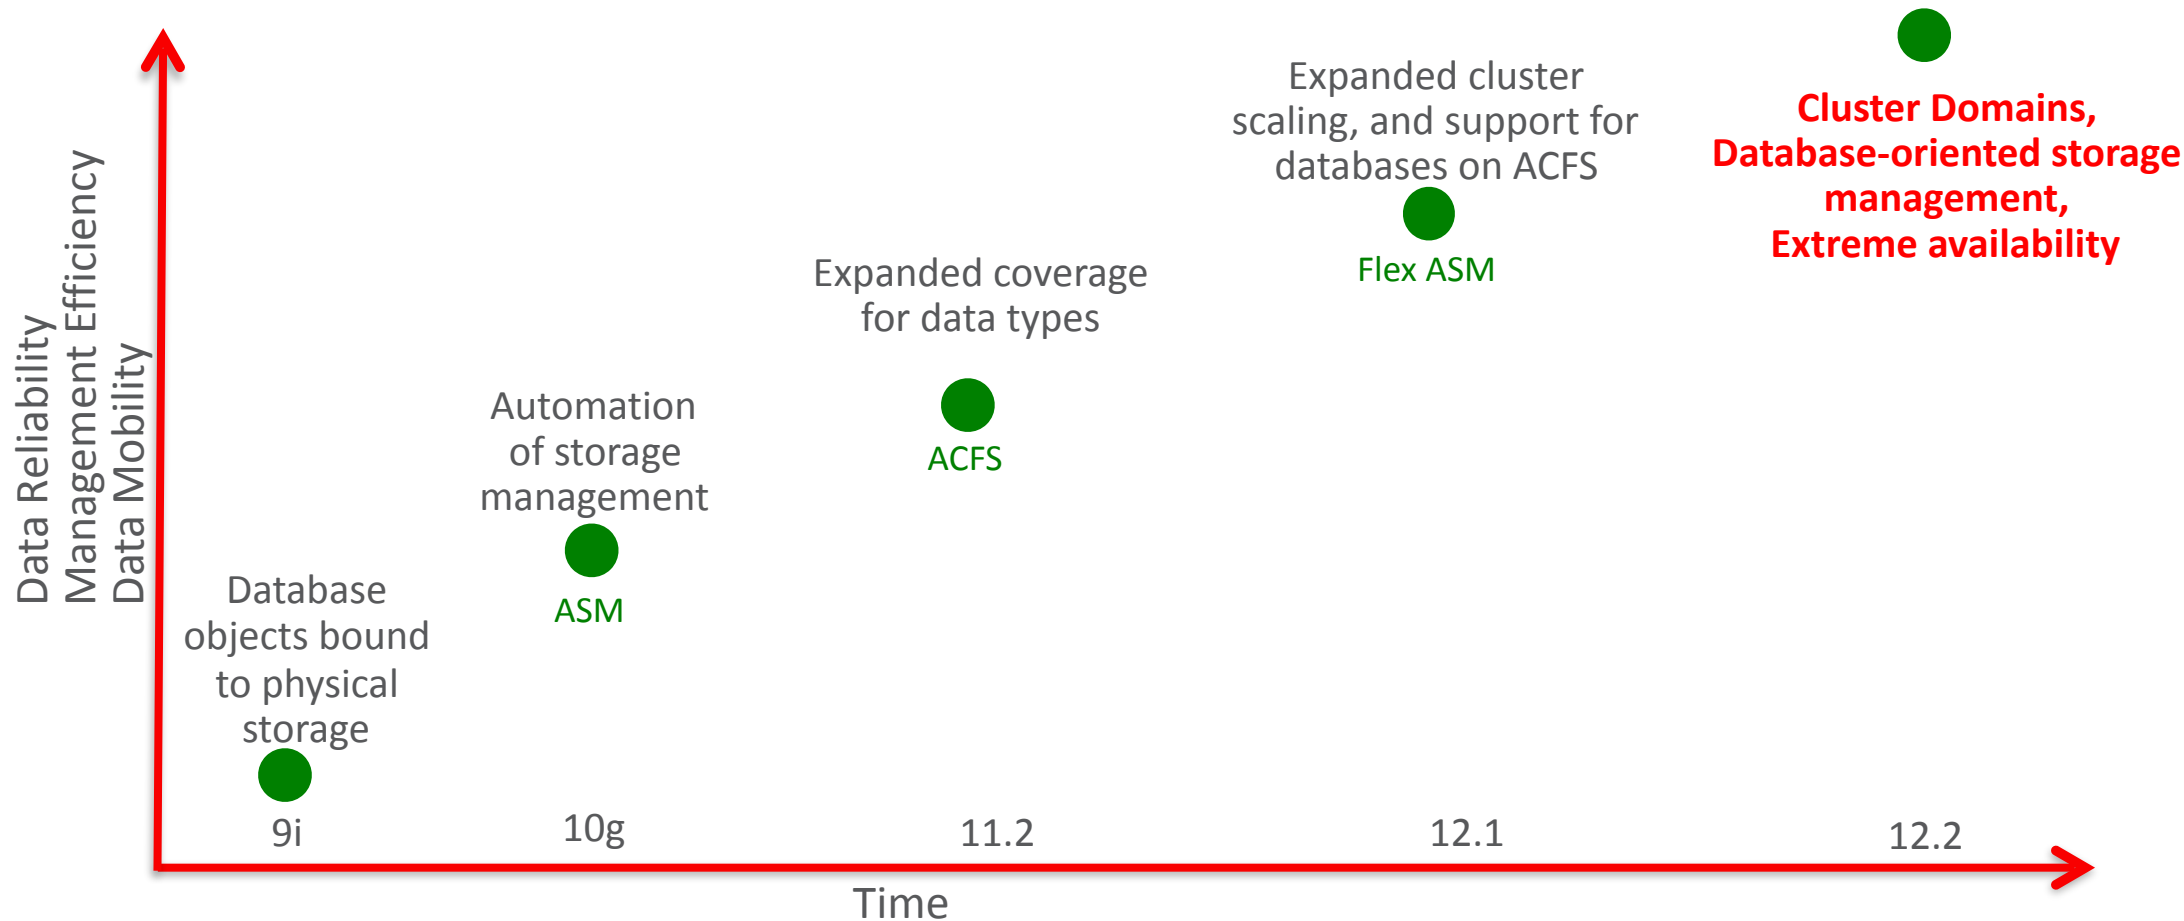 Data Reliability
Management Efficiency
Data Mobility
Database
objects bound
to physical
storage
9i
Automation
of storage
management
ASM
10g
Expanded coverage
for data types
ACFS
11.2
Expanded cluster
scaling, and support for
databases on ACFS
Flex ASM
12.1
Cluster Domains,
Database-oriented storage
management,
Extreme availability
12.2
Time